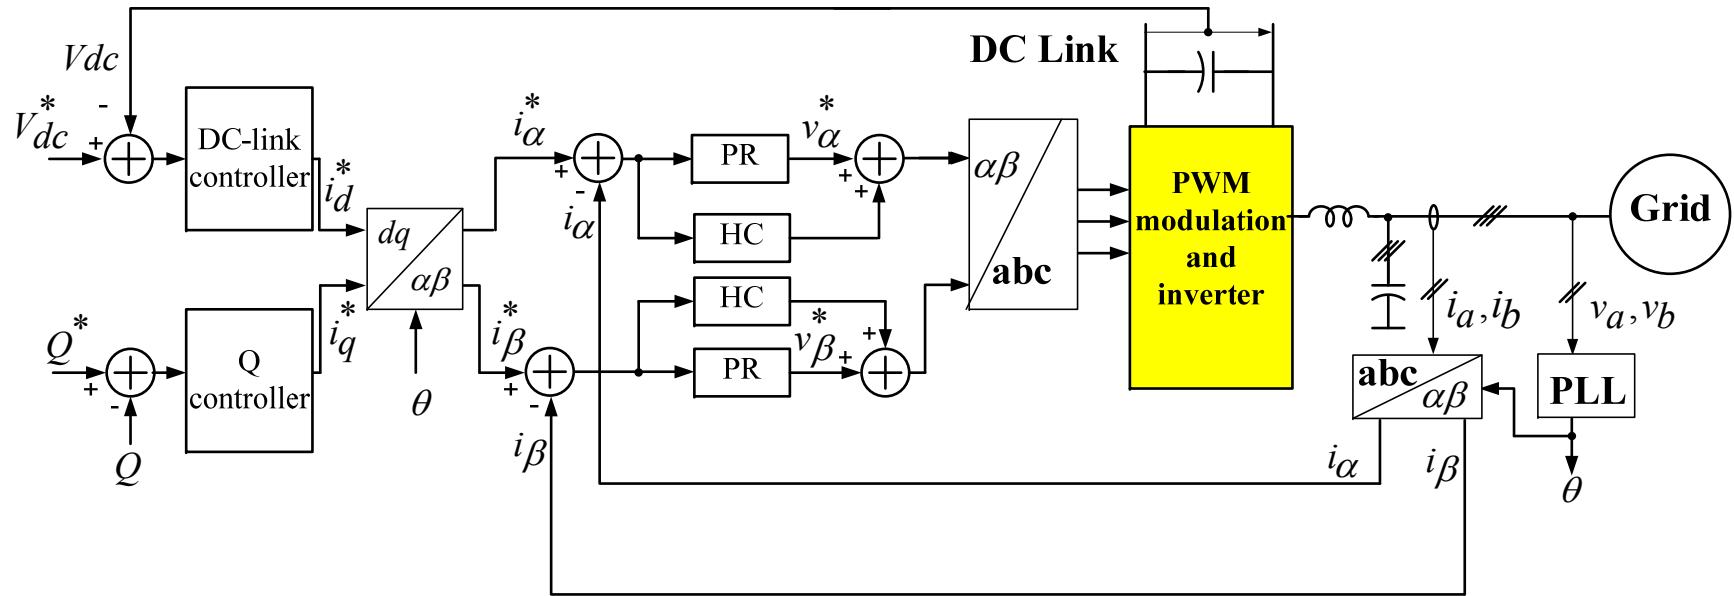 DC Link
Vdc
-
V*dc
+
DC-link
controller
i*d
dq
αβ
θ
Q*
+
-
Q
Q
controller
i*q
i*α
+
-
iα
i*β
+
-
iβ
PR
HC
HC
PR
v*α
+
+
+
v*β
+
αβ
abc
PWM
modulation
and
inverter
Grid
ia,ib
va,vb
abc
αβ
PLL
iα
iβ
θ